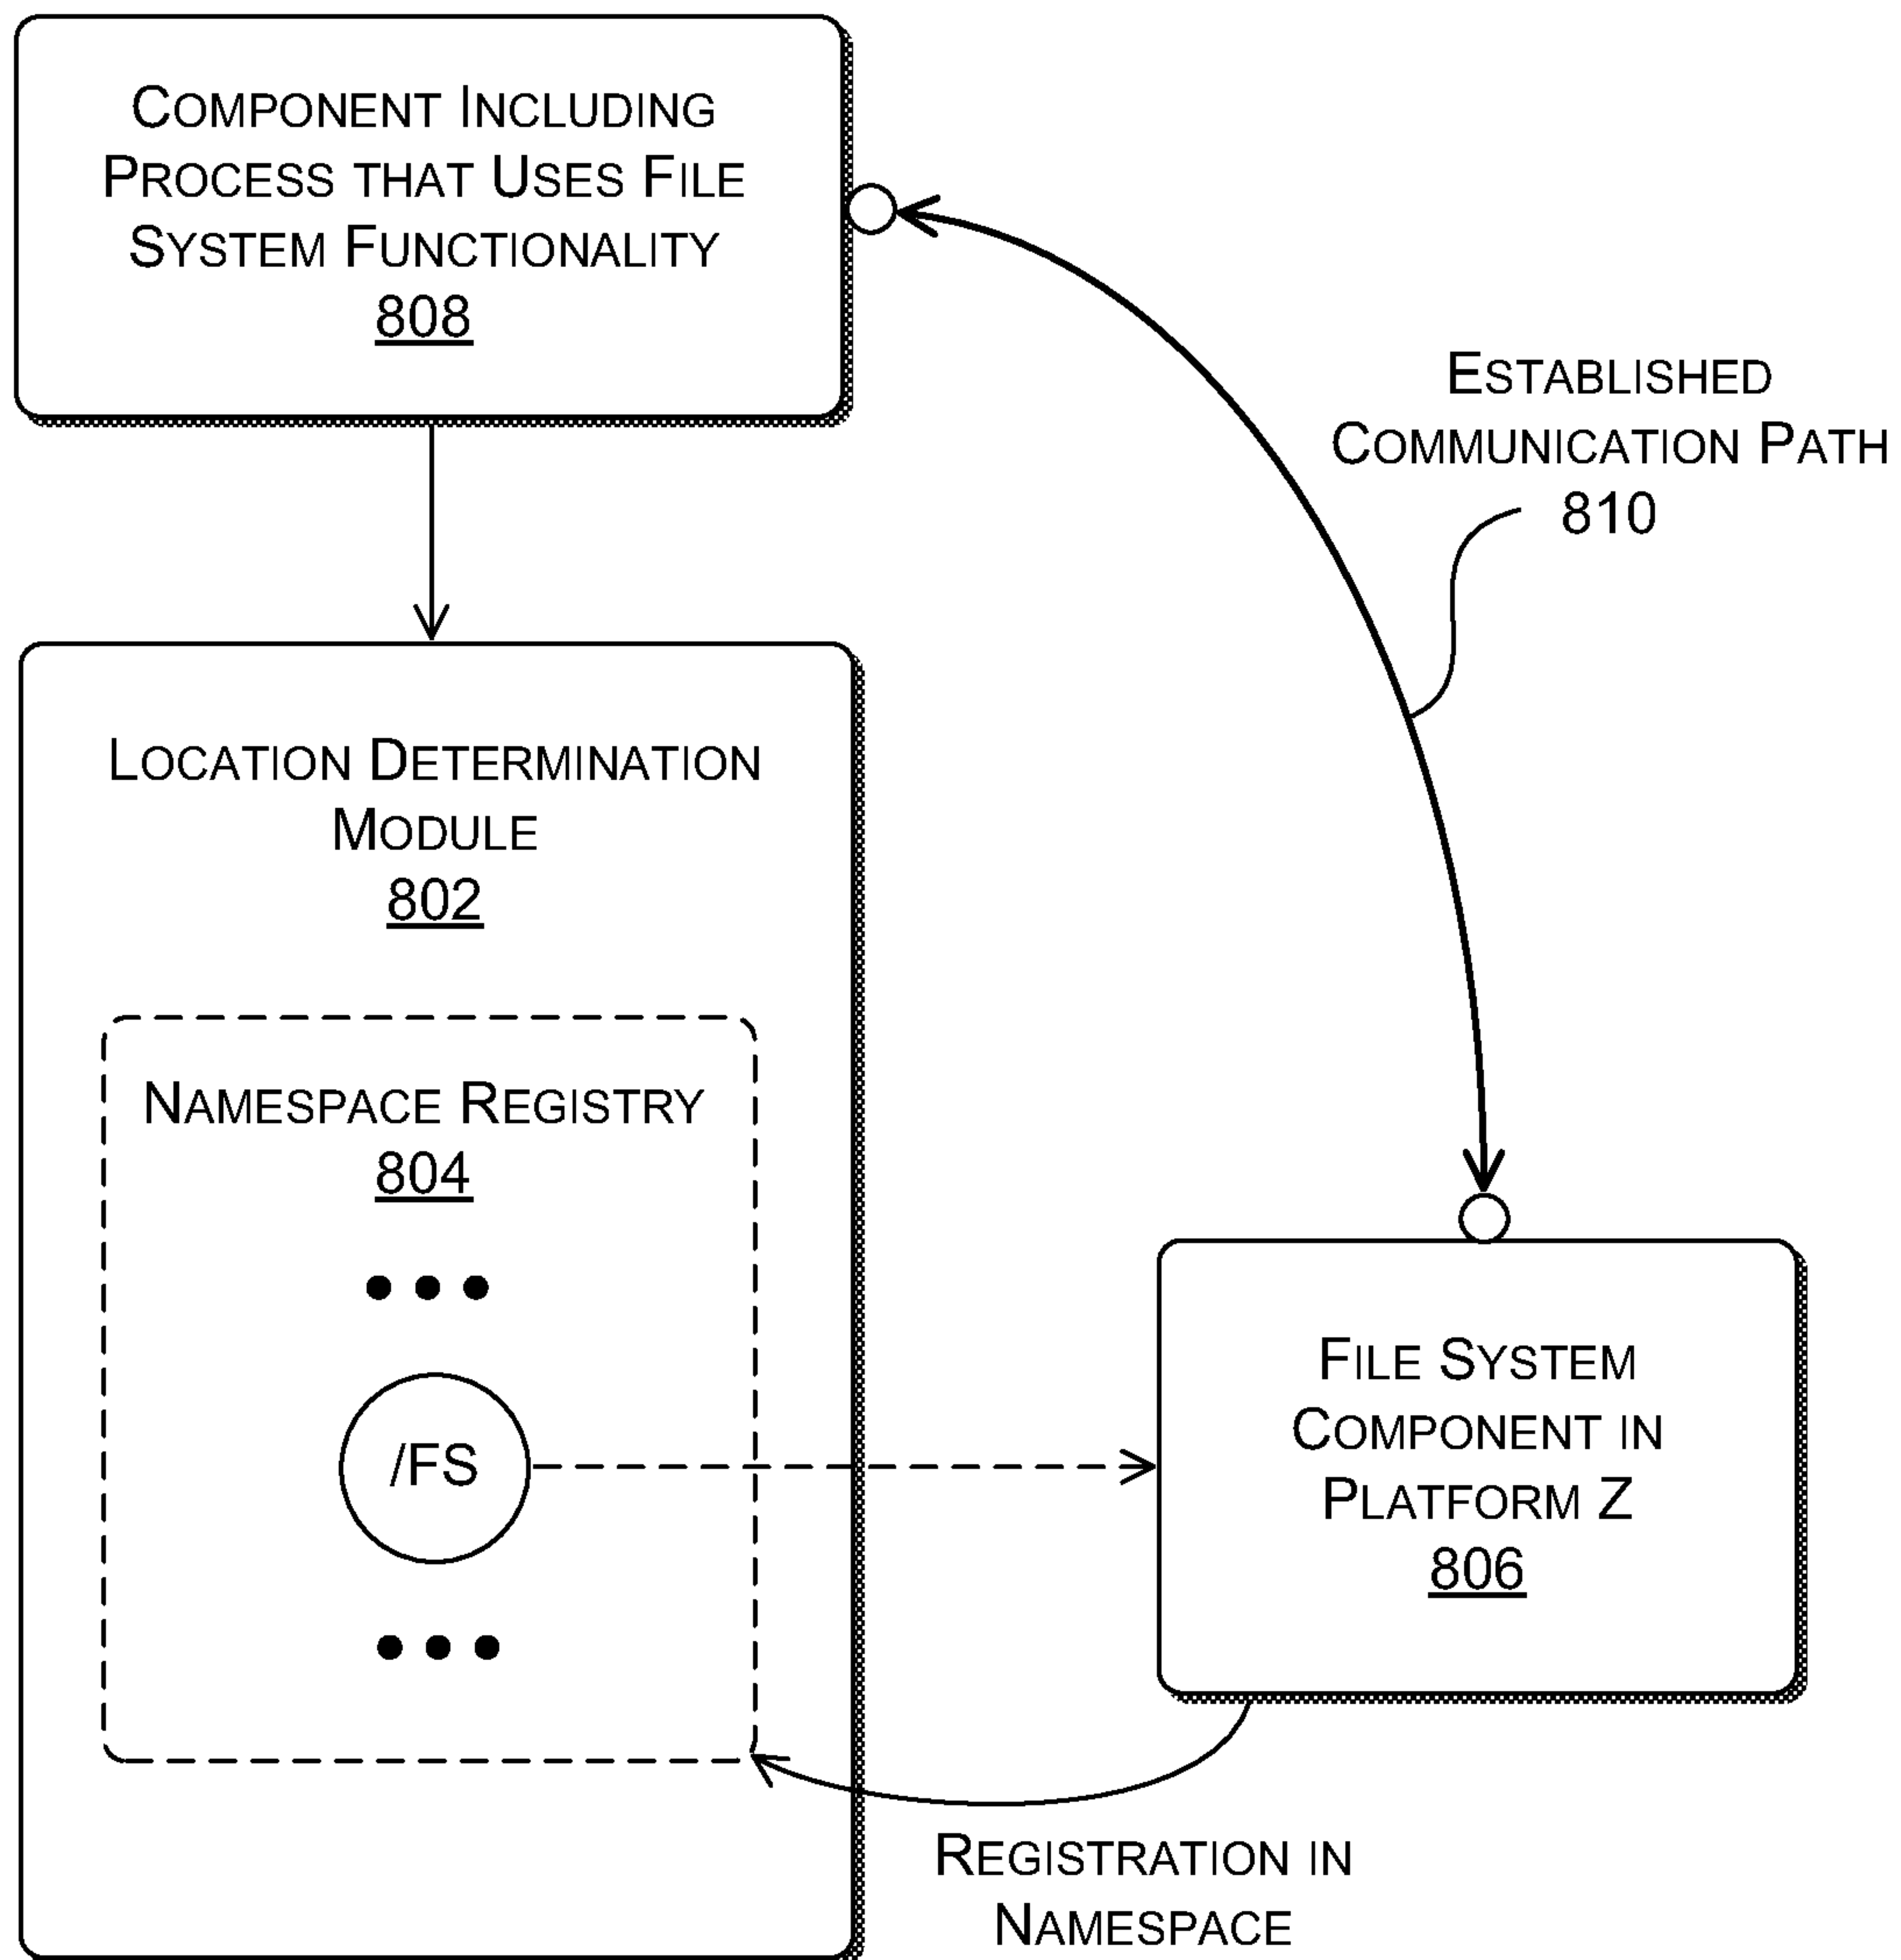 COMPONENT INCLUDING
PROCESS THAT USES FILE
SYSTEM FUNCTIONALITY
808
ESTABLISHED
COMMUNICATION PATH
810
LOCATION DETERMINATION
MODULE
802
NAMESPACE REGISTRY
804
/FS
FILE SYSTEM
COMPONENT IN
PLATFORM Z
806
REGISTRATION IN
NAMESPACE